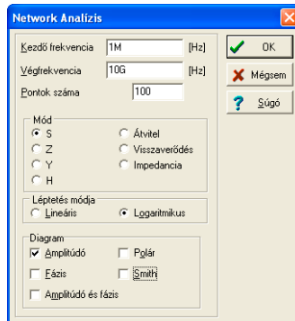 Network Analízis
Kezdő frekvencia 1M [Hz]
OK
Végfrekvencia 10G [Hz]
Mégsem
Pontok száma 100
Súgó
Mód
S Átvitel
Z Visszaverődés
Y Impedancia
H
Léptetés módja
Lineáris Logaritmikus
Diagram
Amplitúdó Polár
Fázis Smith
Amplitúdó és fázis